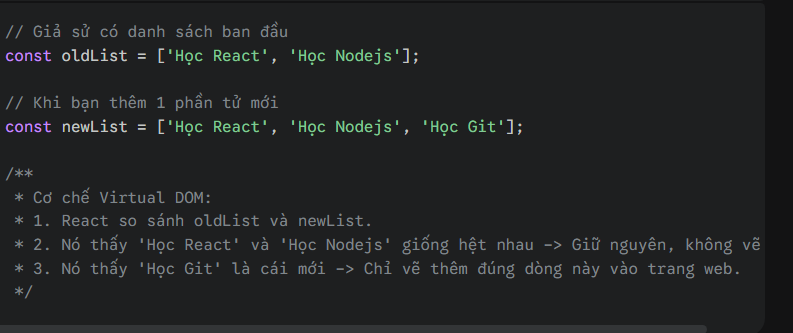 // Giả sử có danh sách ban đầu
const oldList = ['Học React', 'Học Nodejs'];
// Khi bạn thêm 1 phần tử mới
const newList = ['Học React', 'Học Nodejs', 'Học Git'];
/**
* Cơ chế Virtual DOM:
* 1. React so sánh oldList và newList.
* 2. Nó thấy 'Học React' và 'Học Nodejs' giống hệt nhau -> Giữ nguyên, không vẽ
* 3. Nó thấy 'Học Git' là cái mới -> Chỉ vẽ thêm đúng dòng này vào trang web.
*/